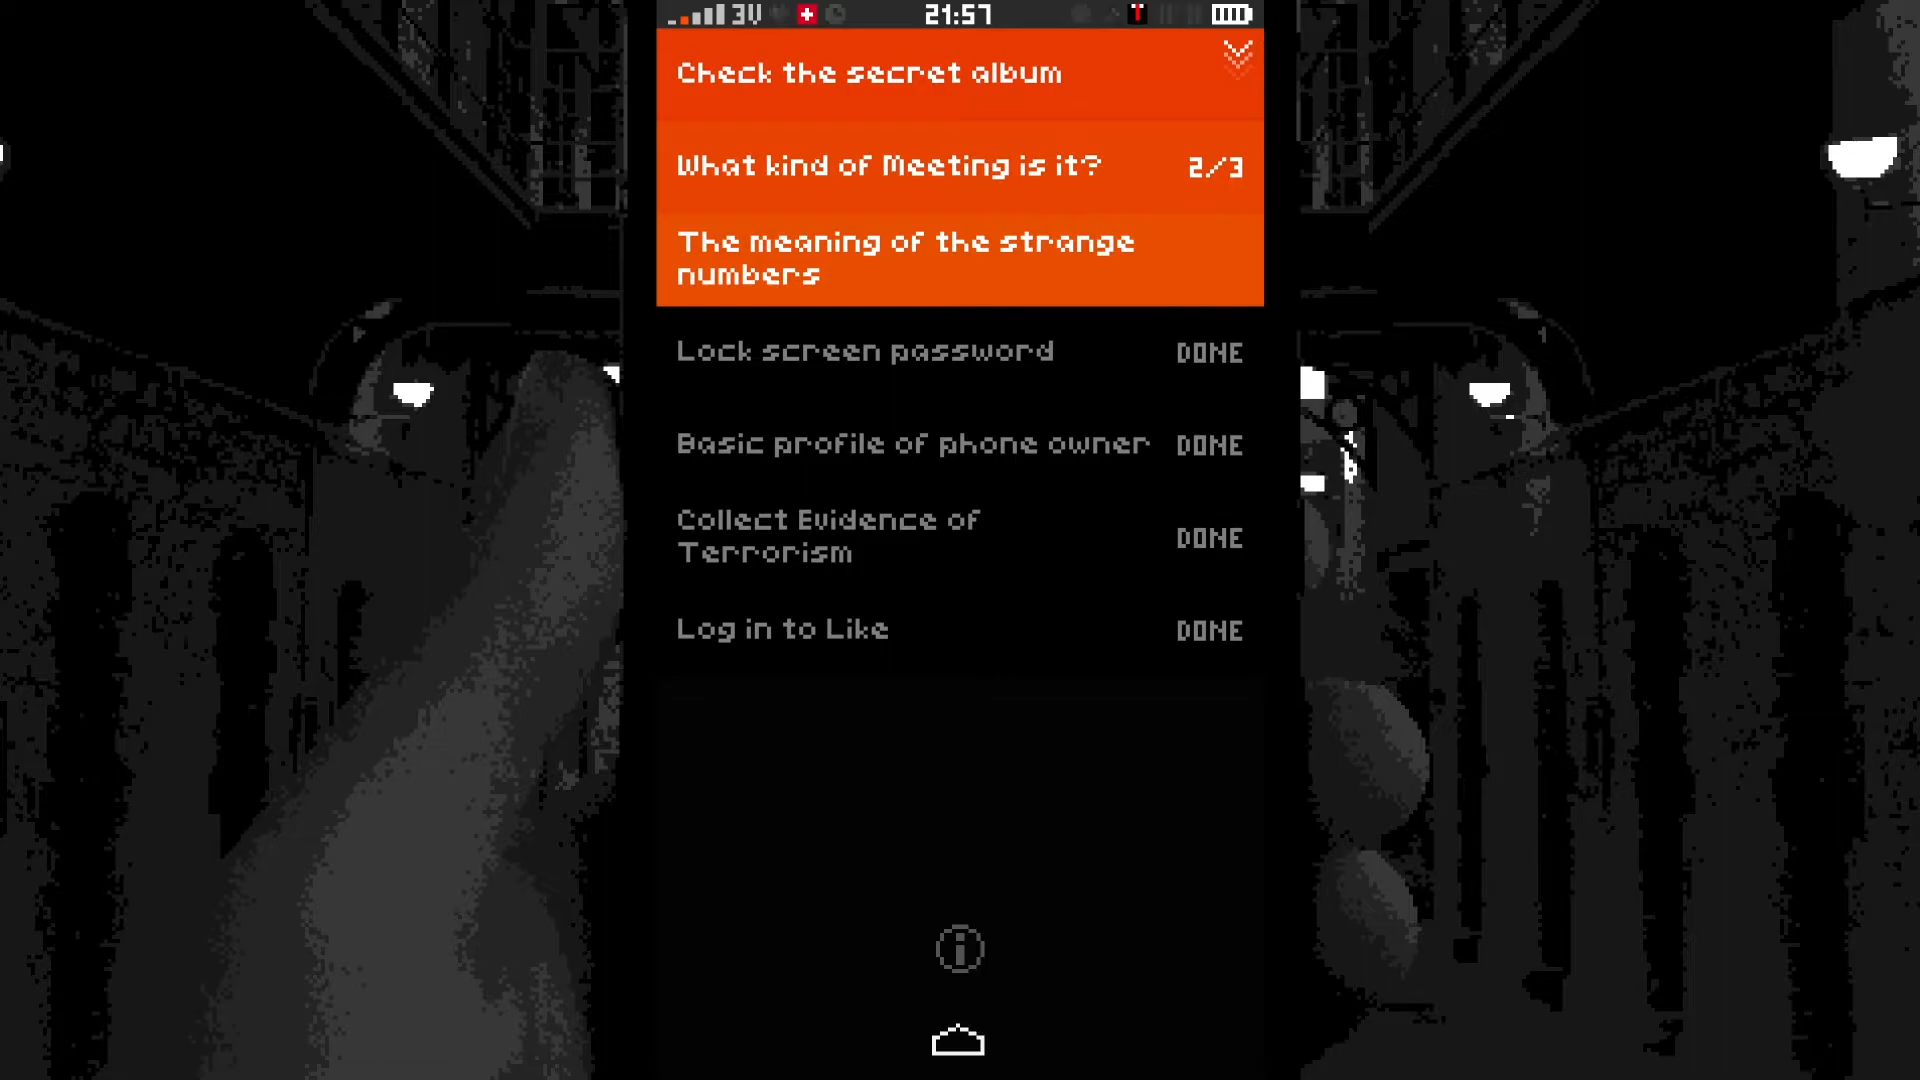 3V 21:57 T
Check the secret album
What kind of Meeting is it? 2/3
The meaning of the strange
numbers
Lock screen password DONE
Basic profile of phone owner DONE
Collect Evidence of
Terrorism DONE
Log in to Like DONE